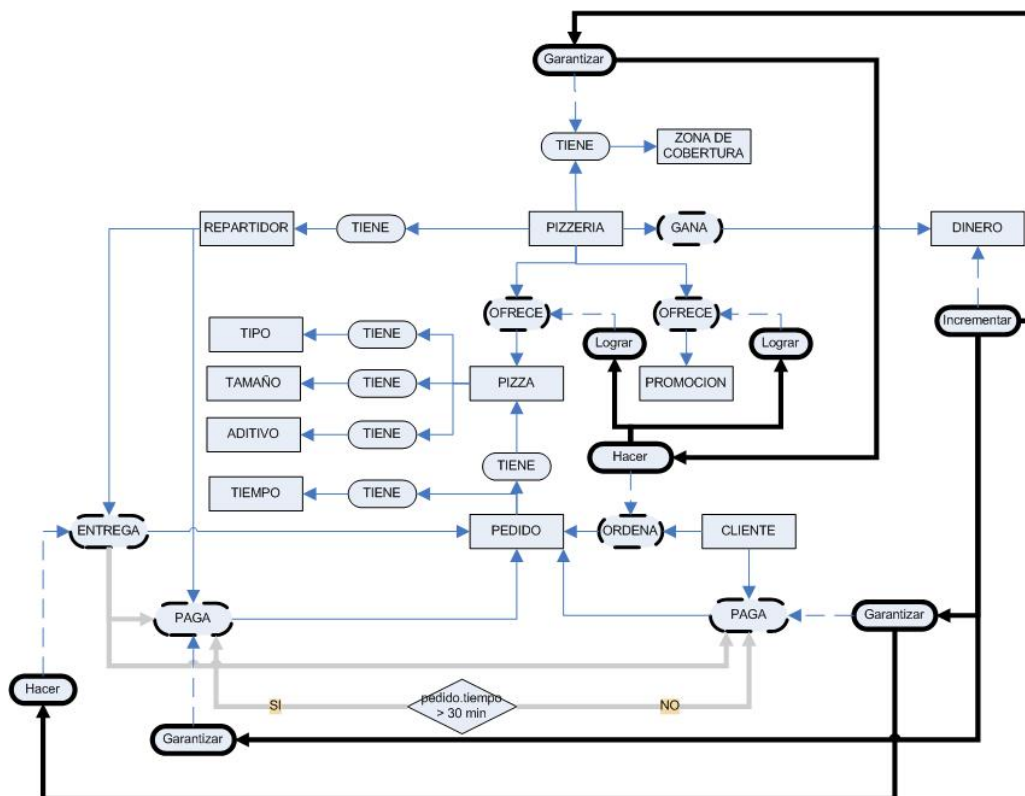 Garantizar
TIENE
ZONA DE
COBERTURA
REPARTIDOR
TIENE
PIZZERIA
GANA
DINERO
OFRECE
OFRECE
Incrementar
TIPO
TIENE
Lograr
Lograr
TAMAÑO
TIENE
PIZZA
PROMOCION
ADITIVO
TIENE
Hacer
TIENE
TIEMPO
TIENE
ENTREGA
PEDIDO
ORDENA
CLIENTE
PAGA
PAGA
Garantizar
Hacer
SI
pedido.tiempo
> 30 min
NO
Garantizar